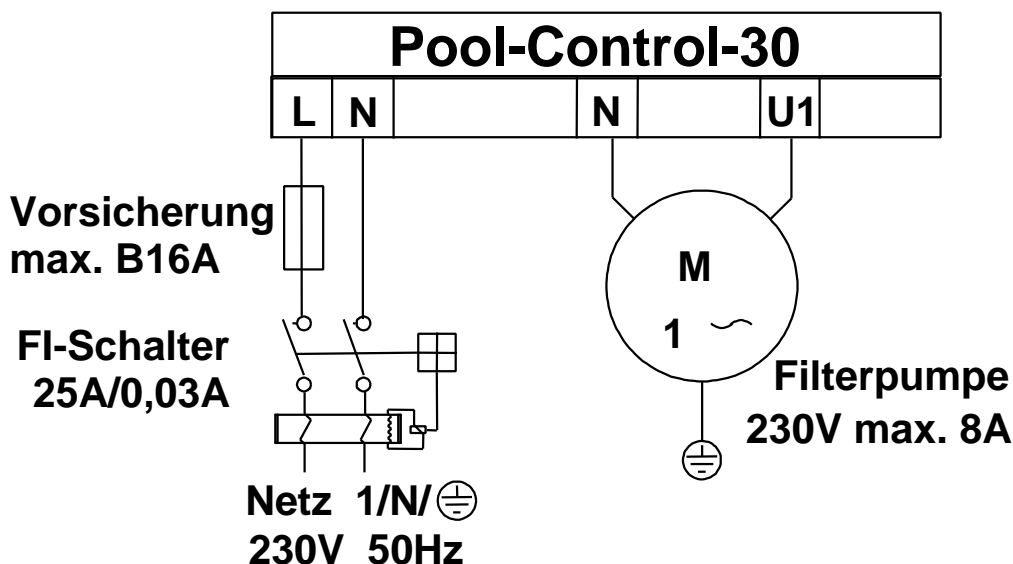 Pool-Control-30
L N N U1
Vorsicherung
max. B16A
M
1
FI-Schalter
25A/0,03A
Filterpumpe
230V max. 8A
Netz 1/N/
230V 50Hz